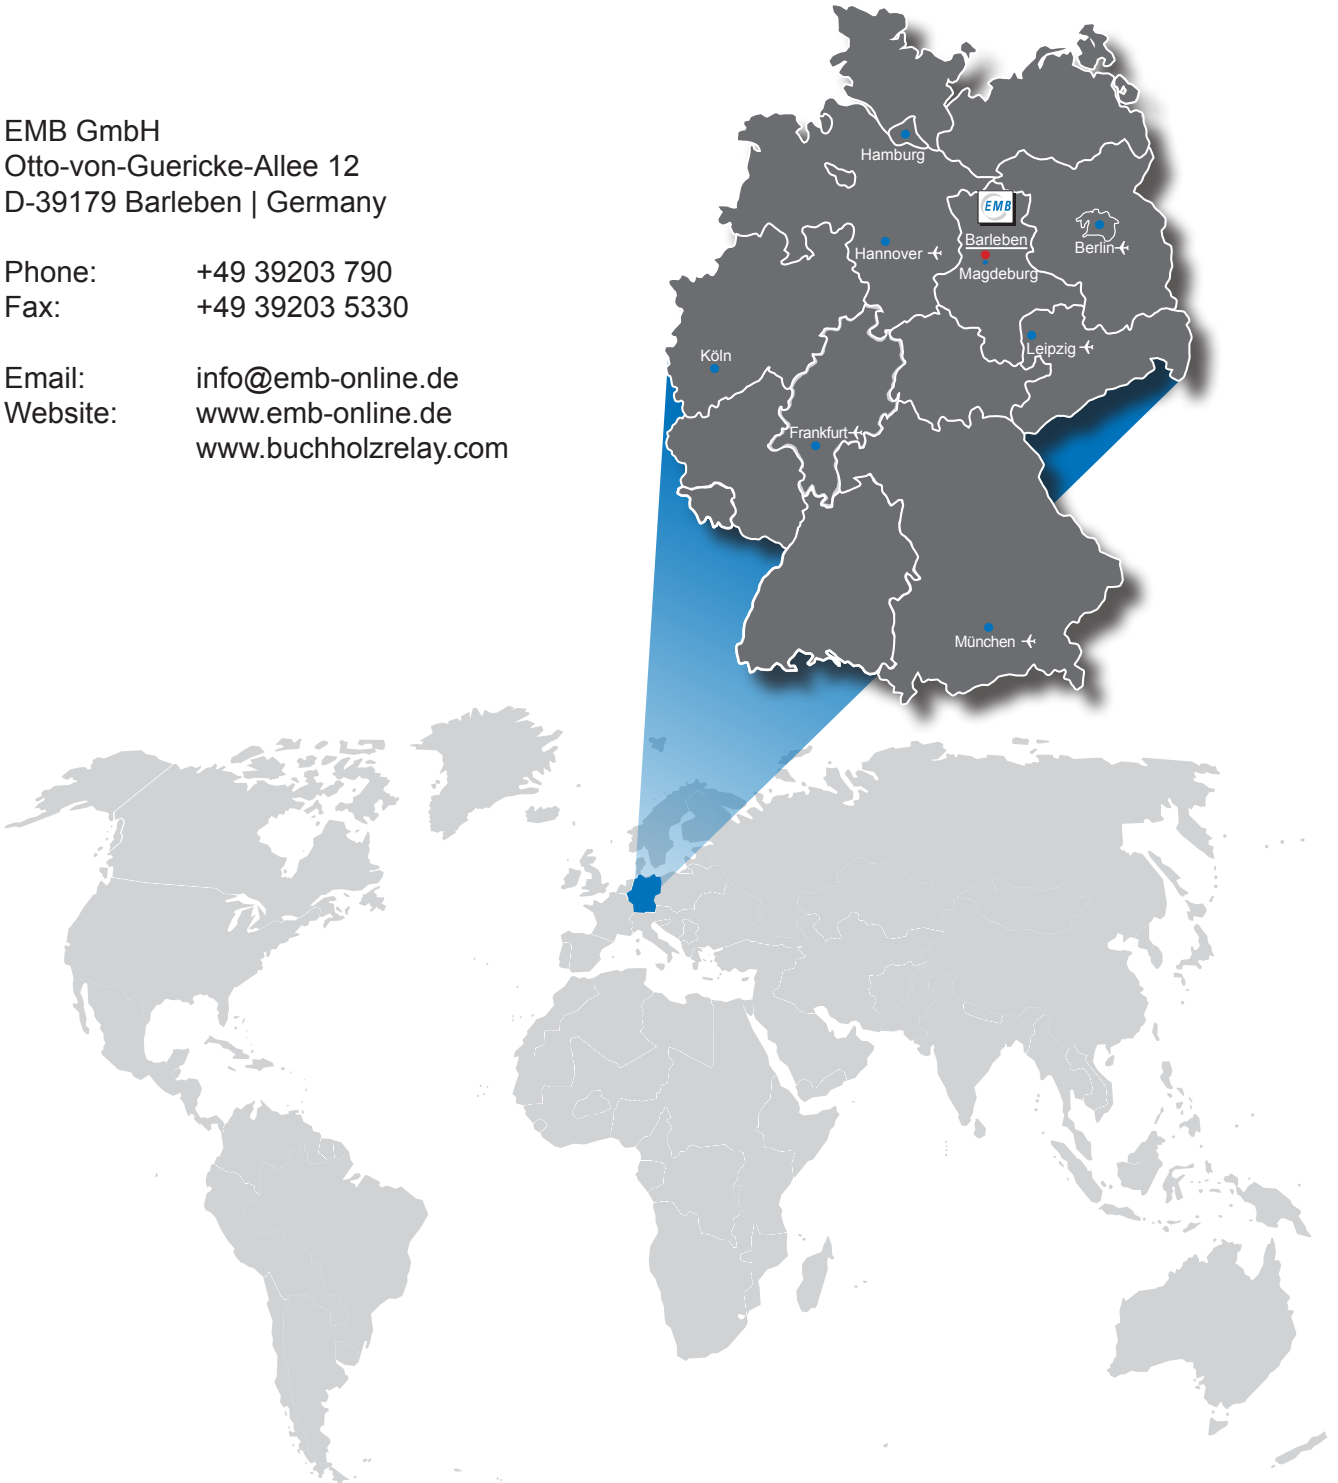 EMB GmbH
Otto-von-Guericke-Allee 12
D-39179 Barleben | Germany
Phone: +49 39203 790
Fax: +49 39203 5330
Email: info@emb-online.de
Website: www.emb-online.de
www.buchholzrelay.com
Hamburg
EMB
Barleben
Berlin
Hannover
Magdeburg
Leipzig
Köln
Frankfurt
München